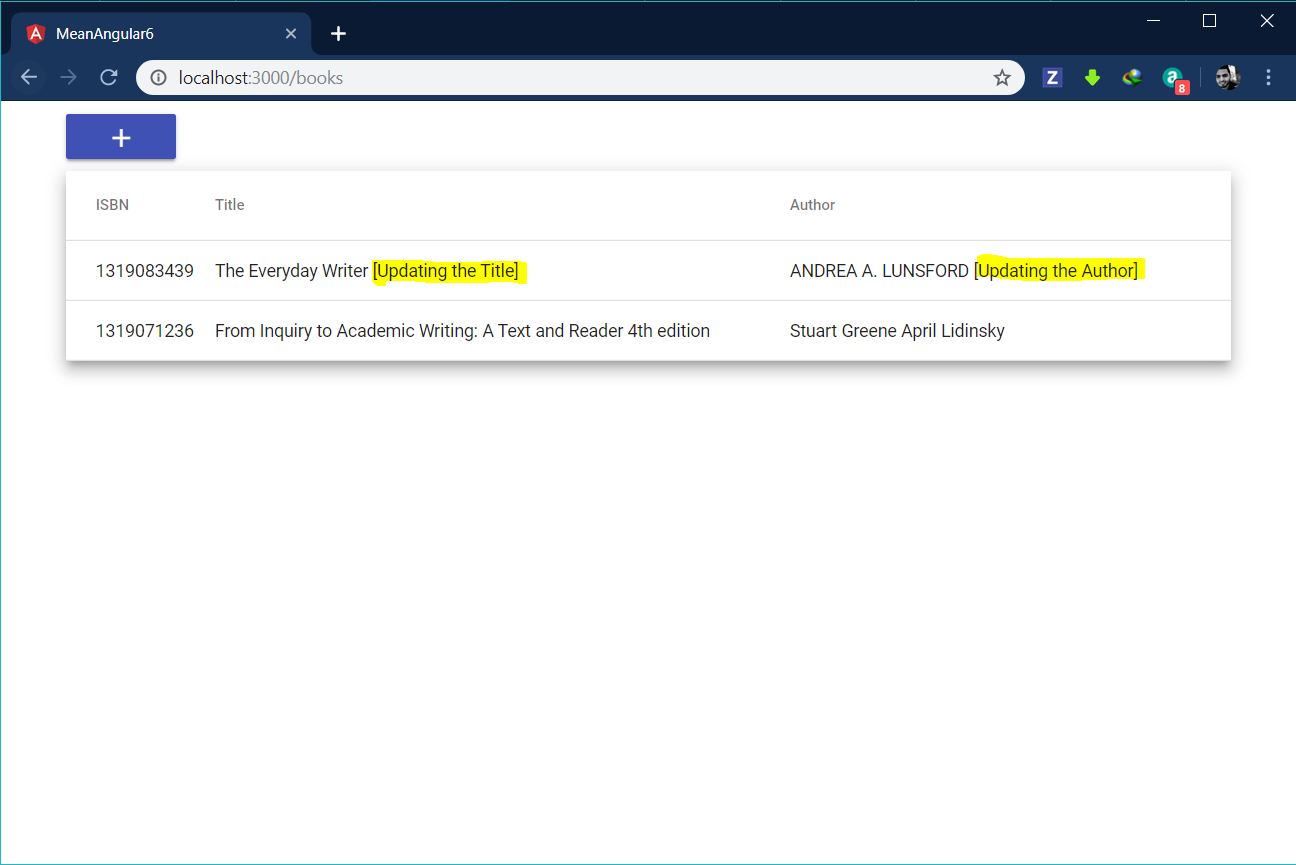 MeanAngular6
localhost:3000/books
Z
a
8
+
ISBN Title Author
1319083439 The Everyday Writer [Updating the Title] ANDREA A. LUNSFORD [Updating the Author]
1319071236 From Inquiry to Academic Writing: A Text and Reader 4th edition Stuart Greene April Lidinsky